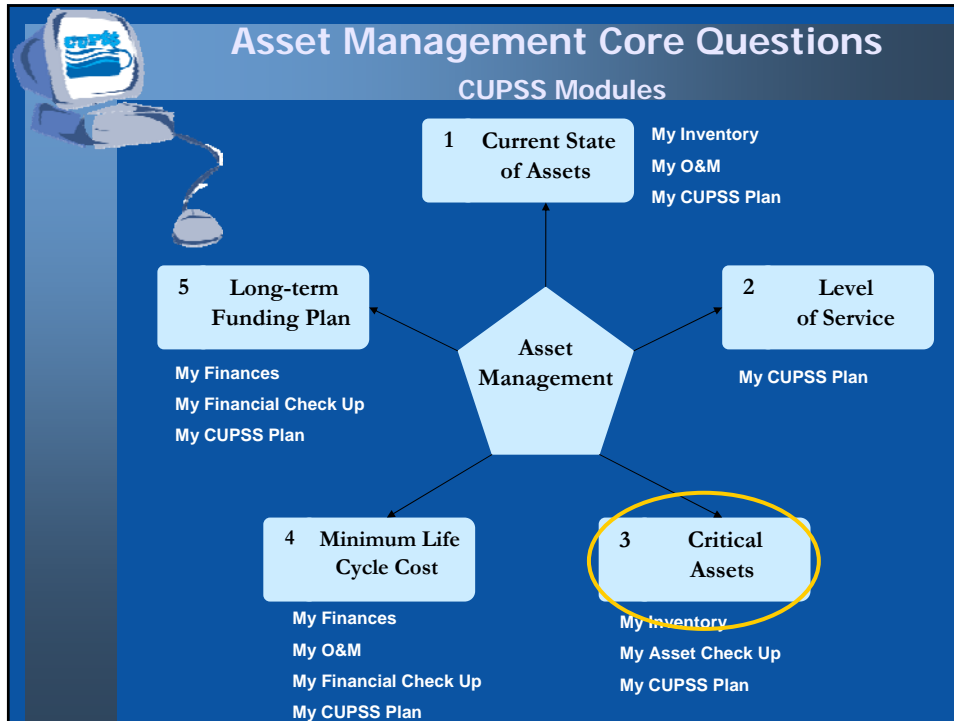 CUPSS
Asset Management Core Questions
CUPSS Modules
1 Current State
of Assets
My Inventory
My O&M
My CUPSS Plan
5 Long-term
Funding Plan
My Finances
My Financial Check Up
My CUPSS Plan
2 Level
of Service
My CUPSS Plan
Asset
Management
4 Minimum Life
Cycle Cost
My Finances
My O&M
My Financial Check Up
My CUPSS Plan
3 Critical
Assets
My Inventory
My Asset Check Up
My CUPSS Plan